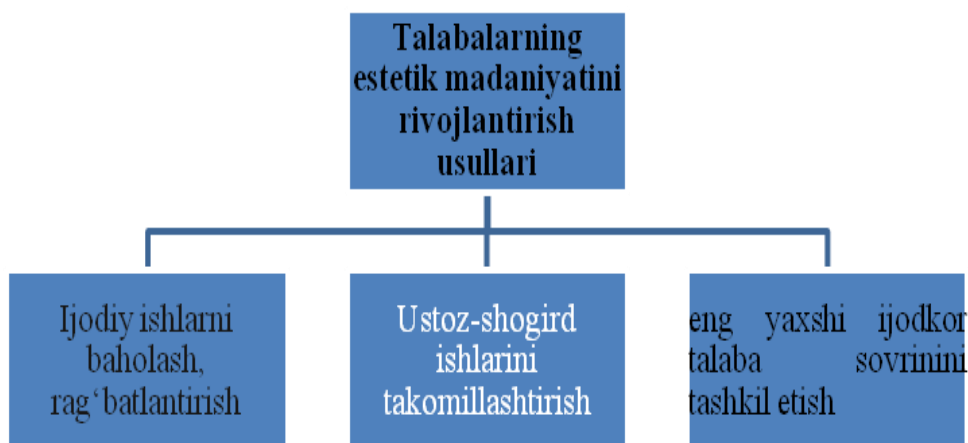 Talabalarning
estetik madaniyatini
rivojlantirish
usullari
Ijodiy ishlarni
baholash,
rag‘batlantirish
Ustoz-shogird
ishlarini
takomillashtirish
eng yaxshi ijodkor
talaba sovrinini
tashkil etish